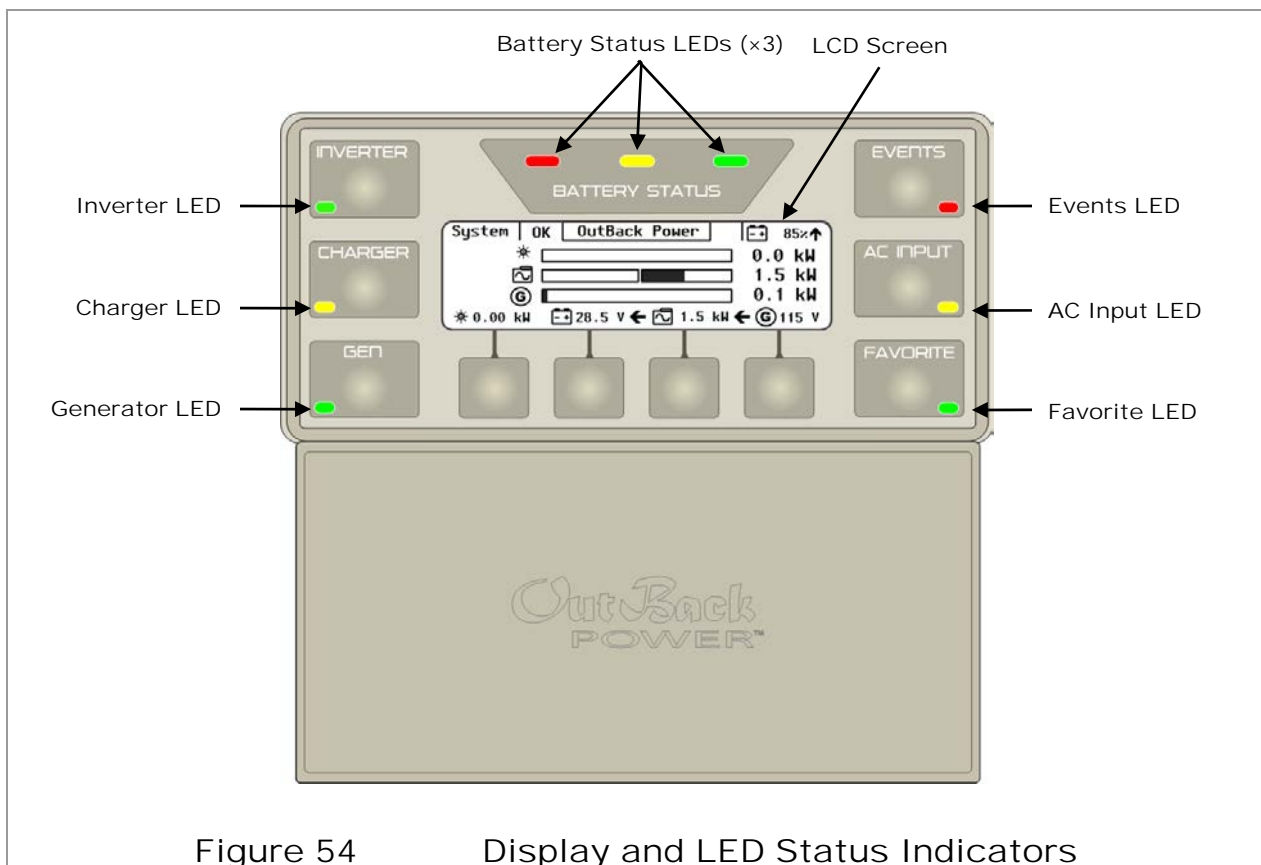 Battery Status LEDs (×3) LCD Screen
INVERTER
EVENTS
BATTERY STATUS
Inverter LED
Events LED
System OK OutBack Power 85%
0.0 kW
CHARGER
AC INPUT
1.5 kW
Charger LED
G 0.1 kW
AC Input LED
0.00 kW 28.5 V 1.5 kW G 115 V
GEN
FAVORITE
Generator LED
Favorite LED
OutBack
POWER™
Figure 54 Display and LED Status Indicators